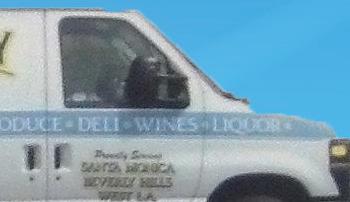 Y
ODUCE • DELI • WINES • LIQUOR •
Proudly Serving
SANTA MONICA
BEVERLY HILLS
WEST L.A.